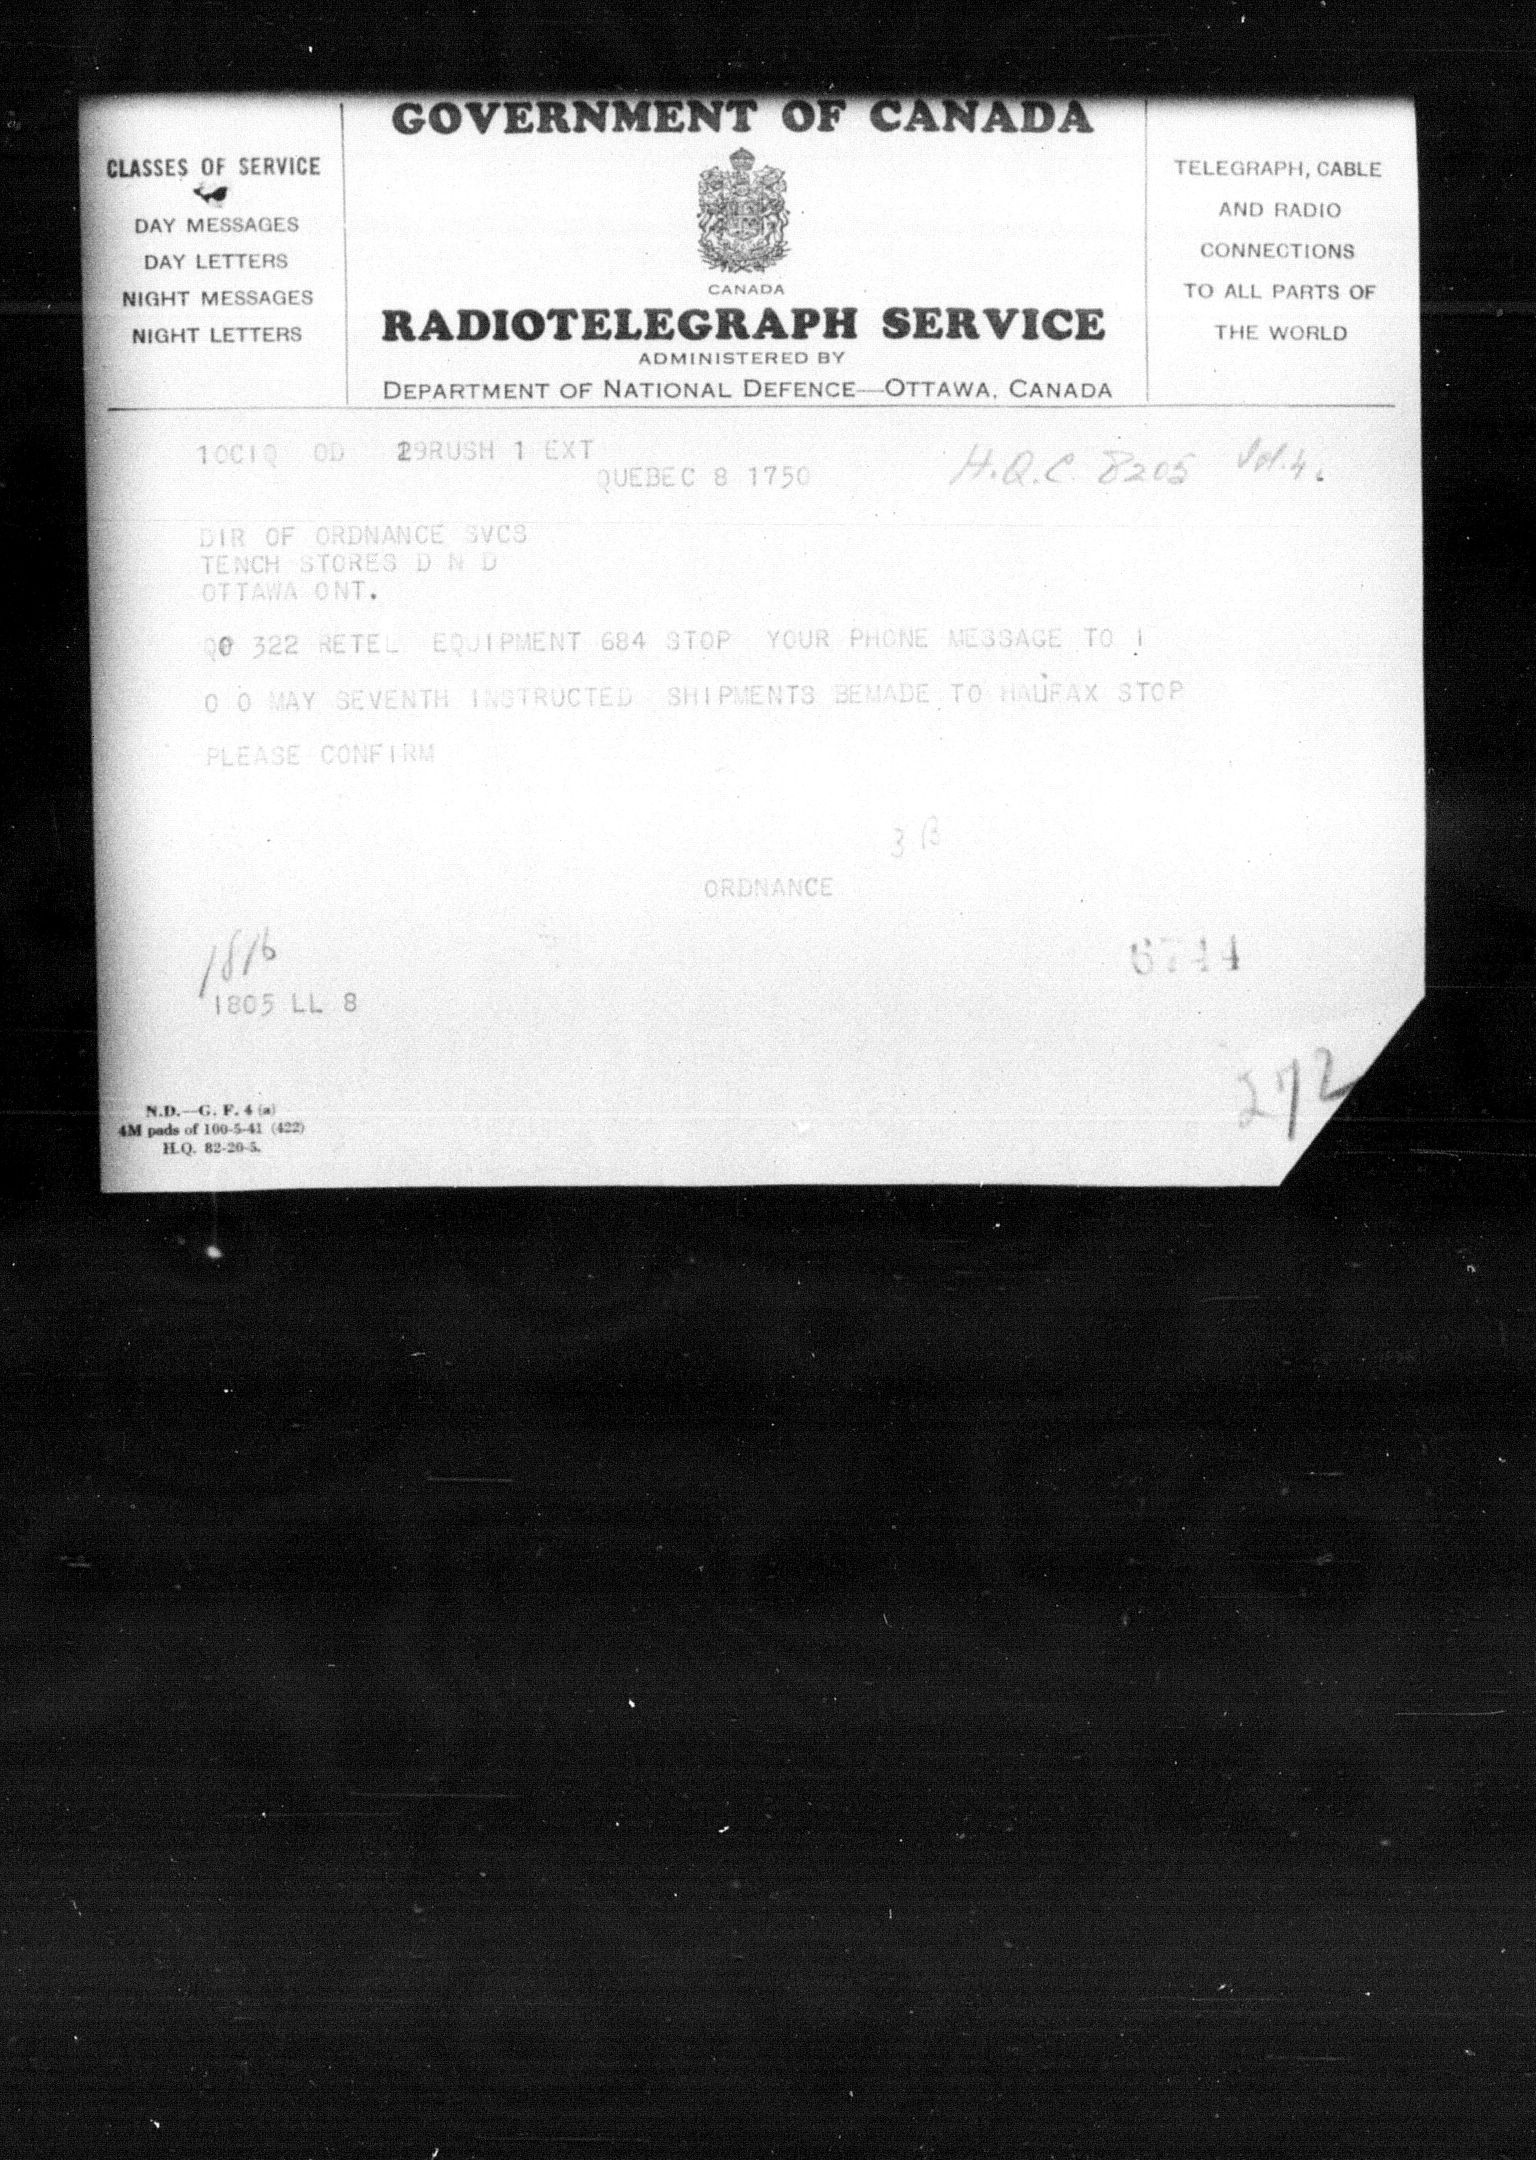 GOVERNMENT OF CANADA
CLASSES OF SERVICE
DAY MESSAGES
DAY LETTERS
NIGHT MESSAGES
NIGHT LETTERS
CANADA
RADIOTELEGRAPH SERVICE
ADMINISTERED BY
DEPARTMENT OF NATIONAL DEFENCE—OTTAWA, CANADA
TELEGRAPH, CABLE
AND RADIO
CONNECTIONS
TO ALL PARTS OF
THE WORLD
10CIQ OD 29RUSH 1 EXT
QUEBEC 8 1750
H.Q.C. 8205 Vol. 4.
DIR OF ORDNANCE SVCS
TENCH STORES D N D
OTTAWA ONT.
322 RETEL EQUIPMENT 684 STOP YOUR PHONE MESSAGE TO I
O O MAY SEVENTH INSTRUCTED SHIPMENTS BEMADE TO HALIFAX STOP
PLEASE CONFIRM
3 B
ORDNANCE
1816
6744
1805 LL 8
272
N.D.—G. F. 4 (a)
4M pads of 100-5-41 (422)
H.Q. 82-20-5.